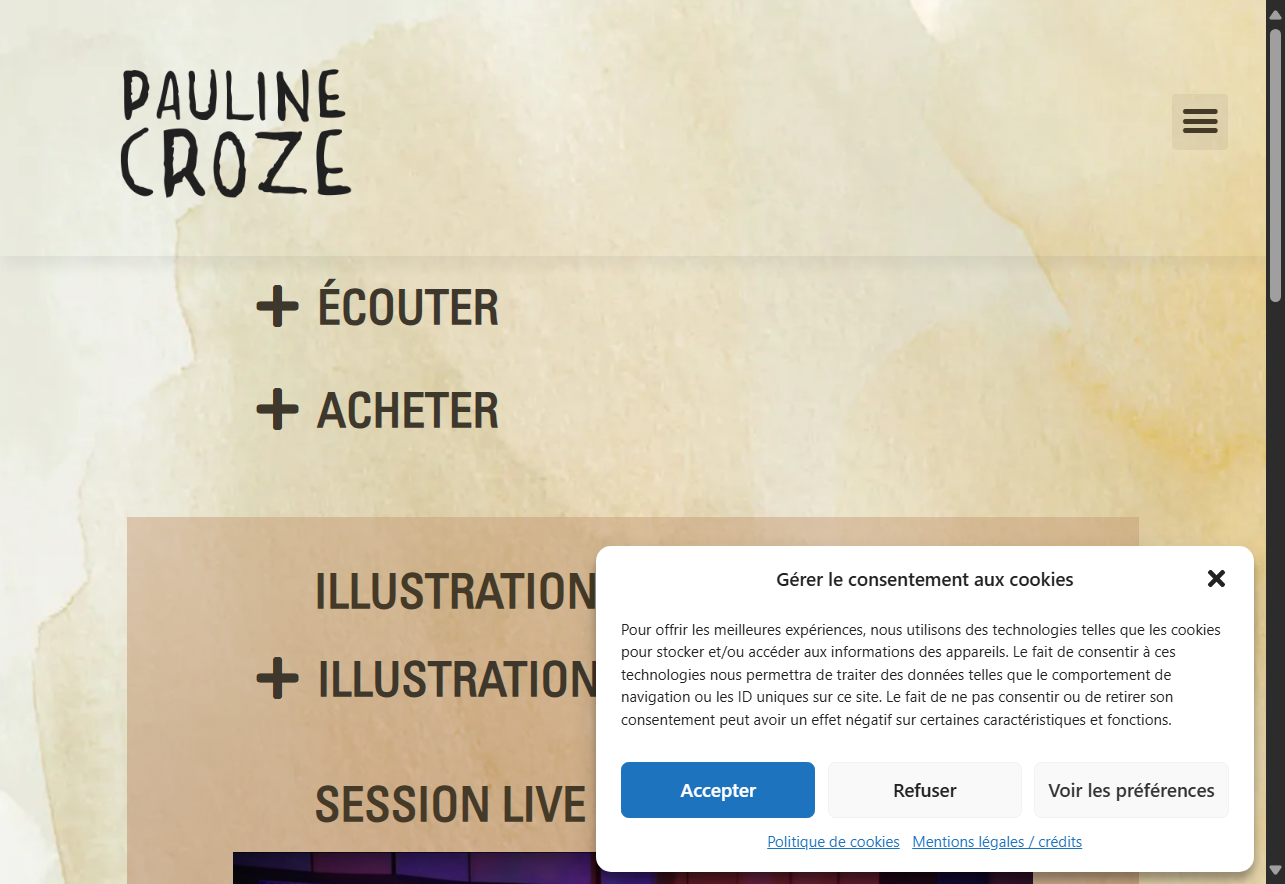 PAULINE
CROZE
ÉCOUTER
ACHETER
ILLUSTRATION
ILLUSTRATION
SESSION LIVE
Gérer le consentement aux cookies
Pour offrir les meilleures expériences, nous utilisons des technologies telles que les cookies
pour stocker et/ou accéder aux informations des appareils. Le fait de consentir à ces
technologies nous permettra de traiter des données telles que le comportement de
navigation ou les ID uniques sur ce site. Le fait de ne pas consentir ou de retirer son
consentement peut avoir un effet négatif sur certaines caractéristiques et fonctions.
Accepter
Refuser
Voir les préférences
Politique de cookies
Mentions légales / crédits